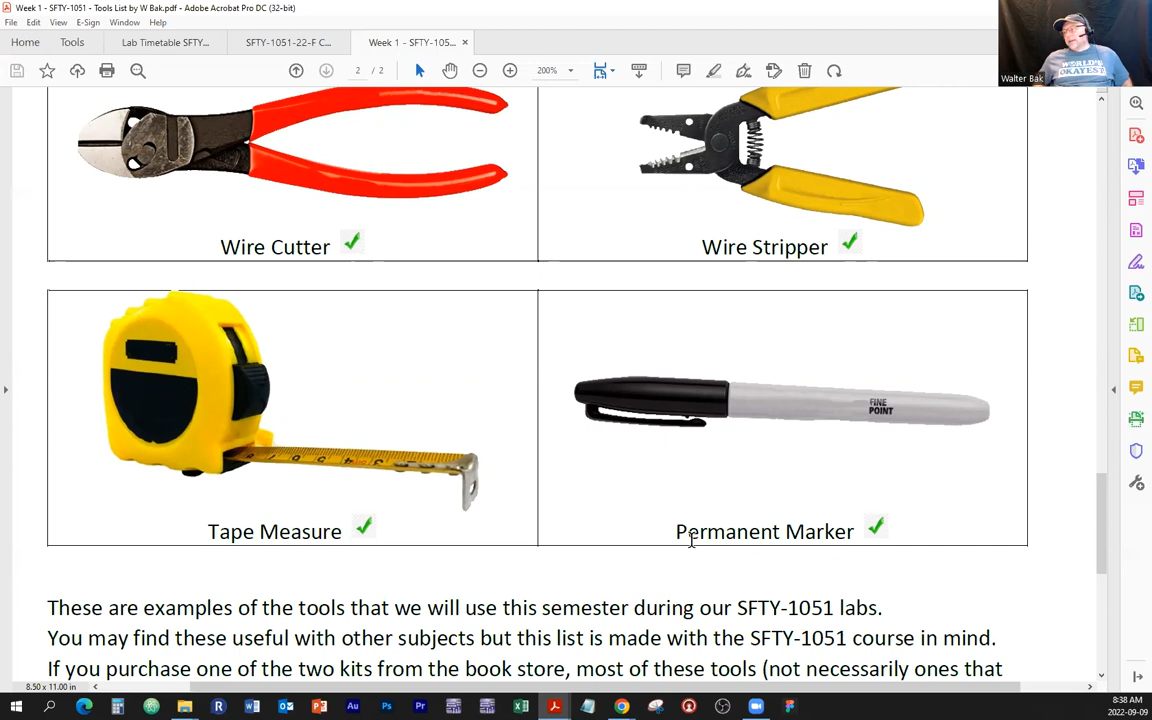 Week 1 - SFTY-1051 - Tools List by W Bak.pdf - Adobe Acrobat Pro DC (32-bit)
File Edit View E-Sign Window Help
Home Tools Lab Timetable SFTY... SFTY-1051-22-F C... Week 1 - SFTY-105... ×
2 / 2 200%
Walter Bak
WORLD'S
OKAYEST
Wire Cutter Wire Stripper
FINE
POINT
Tape Measure Permanent Marker
These are examples of the tools that we will use this semester during our SFTY-1051 labs.
You may find these useful with other subjects but this list is made with the SFTY-1051 course in mind.
If you purchase one of the two kits from the book store, most of these tools (not necessarily ones that
8.50 x 11.00 in
8:38 AM
2022-09-09